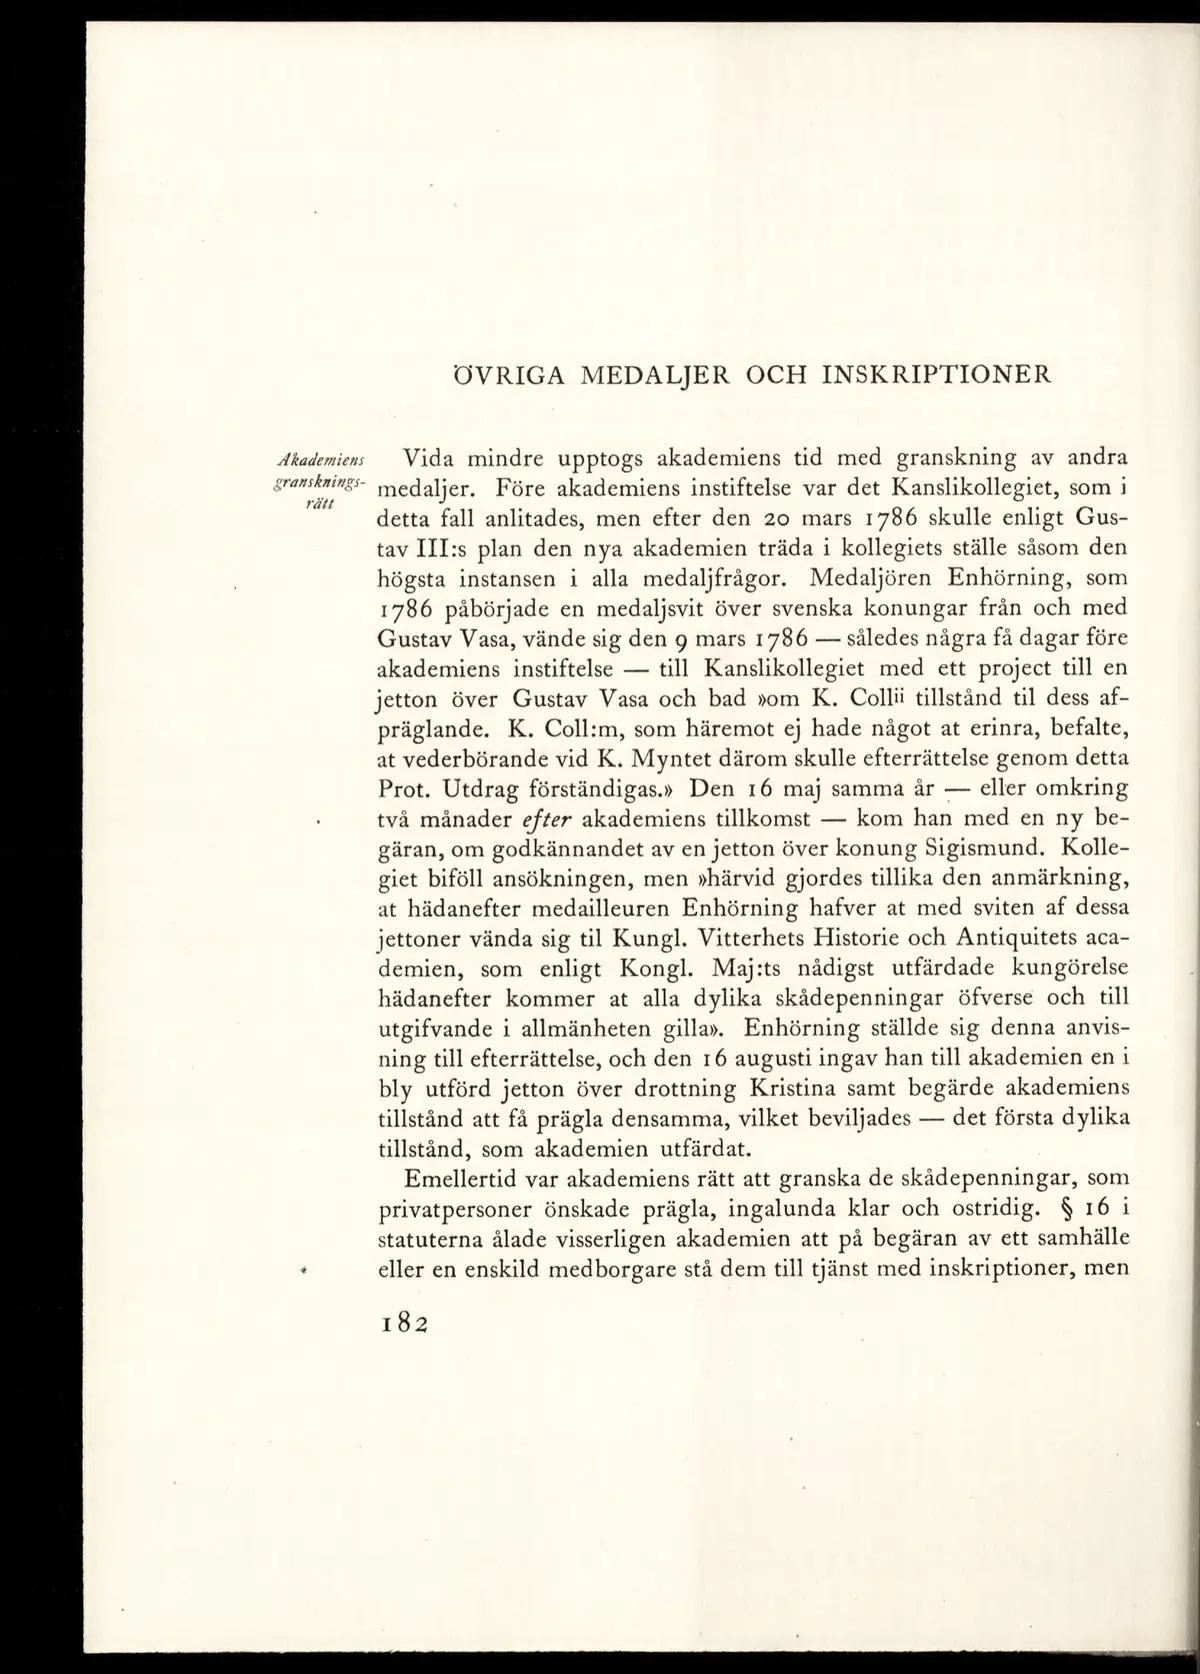 ÖVRIGA MEDALJER OCH INSKRIPTIONER
Akademiens
gransknings-
rätt
Vida mindre upptogs akademiens tid med granskning av andra
medaljer. Före akademiens instiftelse var det Kanslikollegiet, som i
detta fall anlitades, men efter den 20 mars 1786 skulle enligt Gus-
tav III:s plan den nya akademien träda i kollegiets ställe såsom den
högsta instansen i alla medaljfrågor. Medaljören Enhörning, som
1786 påbörjade en medaljsvit över svenska konungar från och med
Gustav Vasa, vände sig den 9 mars 1786 — således några få dagar före
akademiens instiftelse — till Kanslikollegiet med ett project till en
jetton över Gustav Vasa och bad »om K. Collii tillstånd til dess af-
präglande. K. Coll:m, som häremot ej hade något at erinra, befalte,
at vederbörande vid K. Myntet därom skulle efterrättelse genom detta
Prot. Utdrag förständigas.» Den 16 maj samma år — eller omkring
två månader efter akademiens tillkomst — kom han med en ny be-
gäran, om godkännandet av en jetton över konung Sigismund. Kolle-
giet biföll ansökningen, men »härvid gjordes tillika den anmärkning,
at hädanefter medailleuren Enhörning hafver at med sviten af dessa
jettoner vända sig til Kungl. Vitterhets Historie och Antiquitets aca-
demien, som enligt Kongl. Maj:ts nådigst utfärdade kungörelse
hädanefter kommer at alla dylika skådepenningar öfverse och till
utgifvande i allmänheten gilla». Enhörning ställde sig denna anvis-
ning till efterrättelse, och den 16 augusti ingav han till akademien en i
bly utförd jetton över drottning Kristina samt begärde akademiens
tillstånd att få prägla densamma, vilket beviljades — det första dylika
tillstånd, som akademien utfärdat.
Emellertid var akademiens rätt att granska de skådepenningar, som
privatpersoner önskade prägla, ingalunda klar och ostridig. § 16 i
statuterna ålade visserligen akademien att på begäran av ett samhälle
eller en enskild medborgare stå dem till tjänst med inskriptioner, men
182